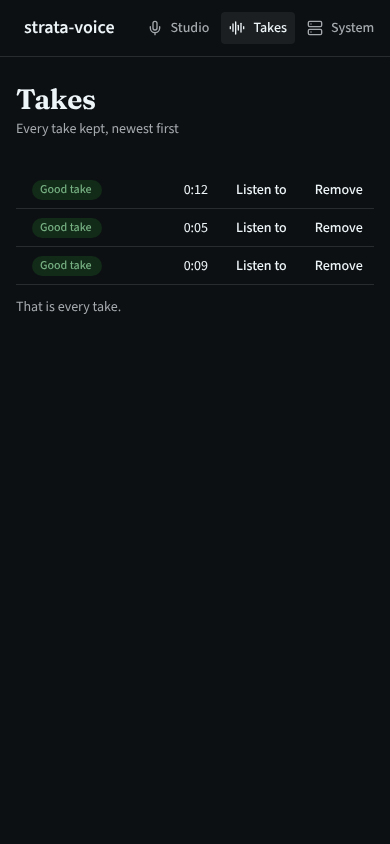 strata-voice Studio Takes System
Takes
Every take kept, newest first
Good take 0:12 Listen to Remove
Good take 0:05 Listen to Remove
Good take 0:09 Listen to Remove
That is every take.